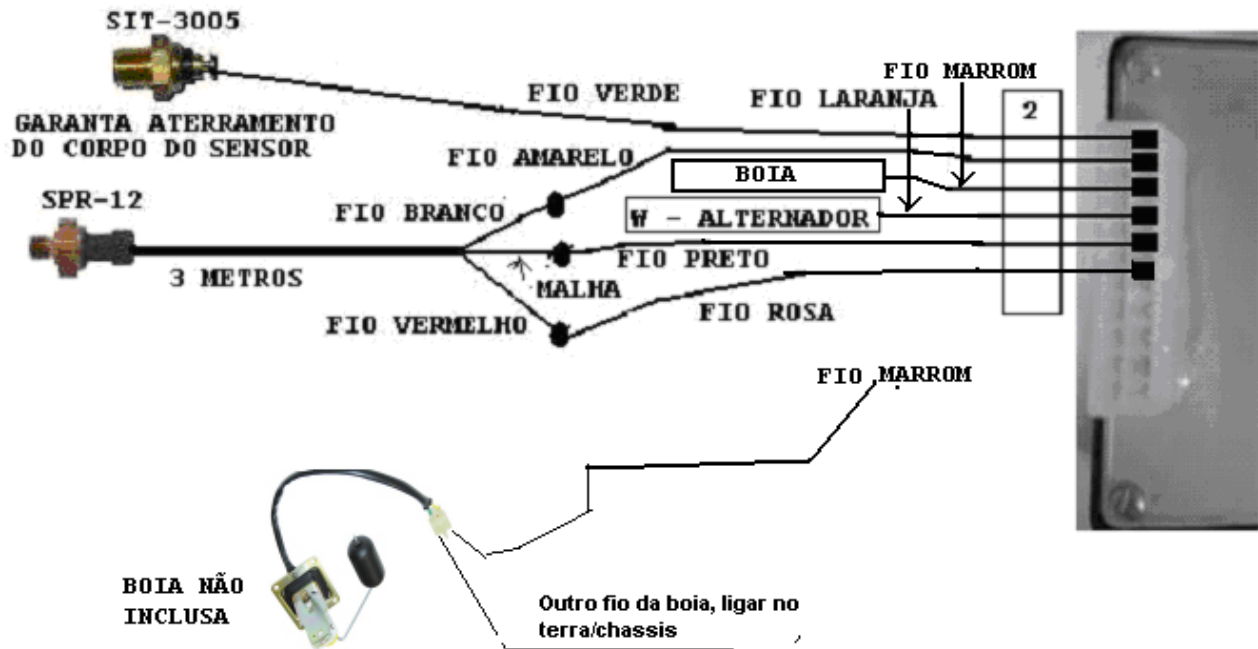 SIT-3005
FIO MARROM
FIO VERDE
FIO LARANJA
2
GARANTA ATERRAMENTO
DO CORPO DO SENSOR
FIO AMARELO
BOIA
SPR-12
FIO BRANCO
W - ALTERNADOR
3 METROS
FIO PRETO
MALHA
FIO VERMELHO
FIO ROSA
FIO MARROM
BOIA NÃO
INCLUSA
Outro fio da boia, ligar no
terra/chassis